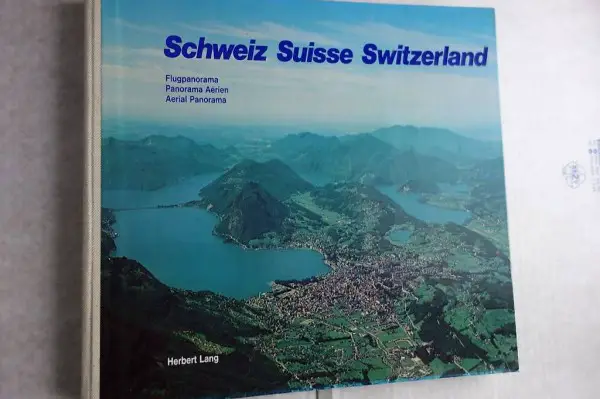 Schweiz Suisse Switzerland
Flugpanorama
Panorama Aérien
Aerial Panorama
Herbert Lang